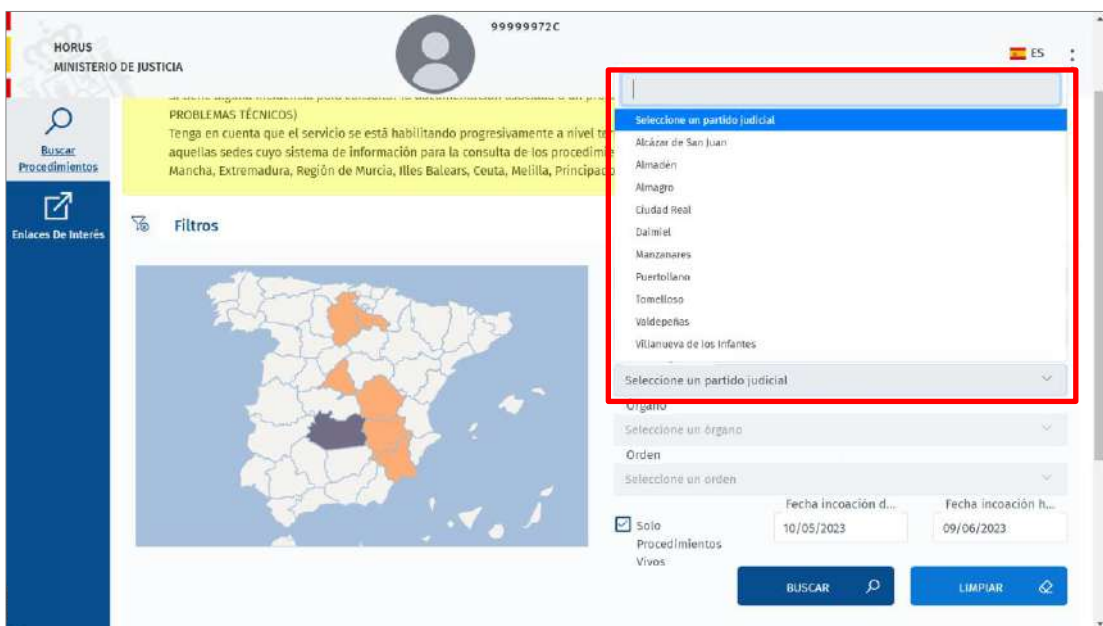 99999972C
HORUS
MINISTERIO DE JUSTICIA
ES
PROBLEMAS TÉCNICOS)
Tenga en cuenta que el servicio se está habilitando progresivamente a nivel
aquellas sedes cuyo sistema de información para la consulta de los
Mancha, Extremadura, Región de Murcia, Illes Balears, Ceuta, Melilla,
Buscar
Procedimientos
Enlaces De Interés
Filtros
Seleccione un partido judicial
Alcázar de San Juan
Almadén
Almagro
Ciudad Real
Daimiel
Manzanares
Puertollano
Tomelloso
Valdepeñas
Villanueva de los Infantes
Seleccione un partido judicial
Órgano
Seleccione un órgano
Orden
Seleccione un orden
Fecha incoación d... Fecha incoación h...
Solo
Procedimientos
Vivos
10/05/2023 09/06/2023
BUSCAR LIMPIAR